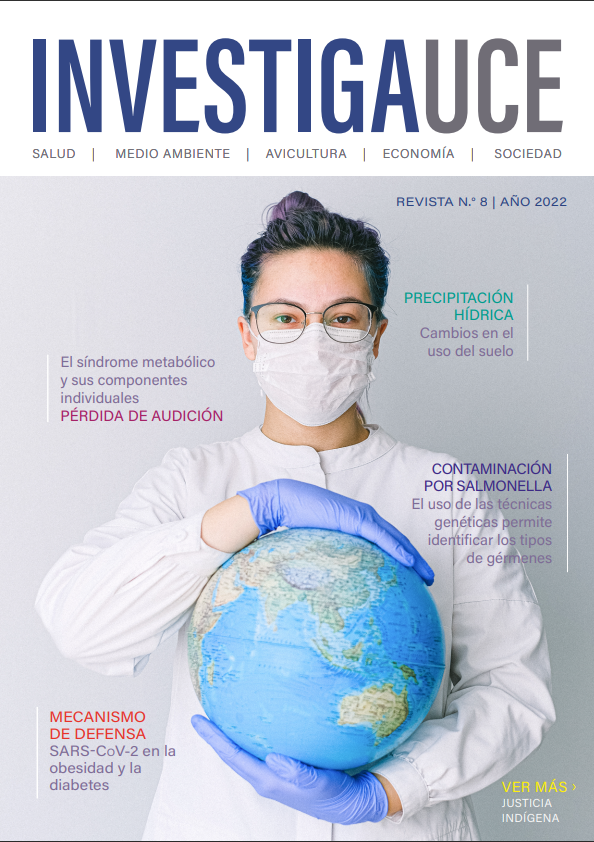 INVESTIGAUCE
SALUD | MEDIO AMBIENTE | AVICULTURA | ECONOMÍA | SOCIEDAD
REVISTA N.° 8 | AÑO 2022
PRECIPITACIÓN
HÍDRICA
Cambios en el
uso del suelo
El síndrome metabólico
y sus componentes
individuales
PÉRDIDA DE AUDICIÓN
CONTAMINACIÓN
POR SALMONELLA
El uso de las técnicas
genéticas permite
identificar los tipos
de gérmenes
MECANISMO
DE DEFENSA
SARS-CoV-2 en la
obesidad y la
diabetes
VER MÁS ›
JUSTICIA
INDÍGENA